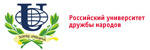 Российский университет
дружбы народов